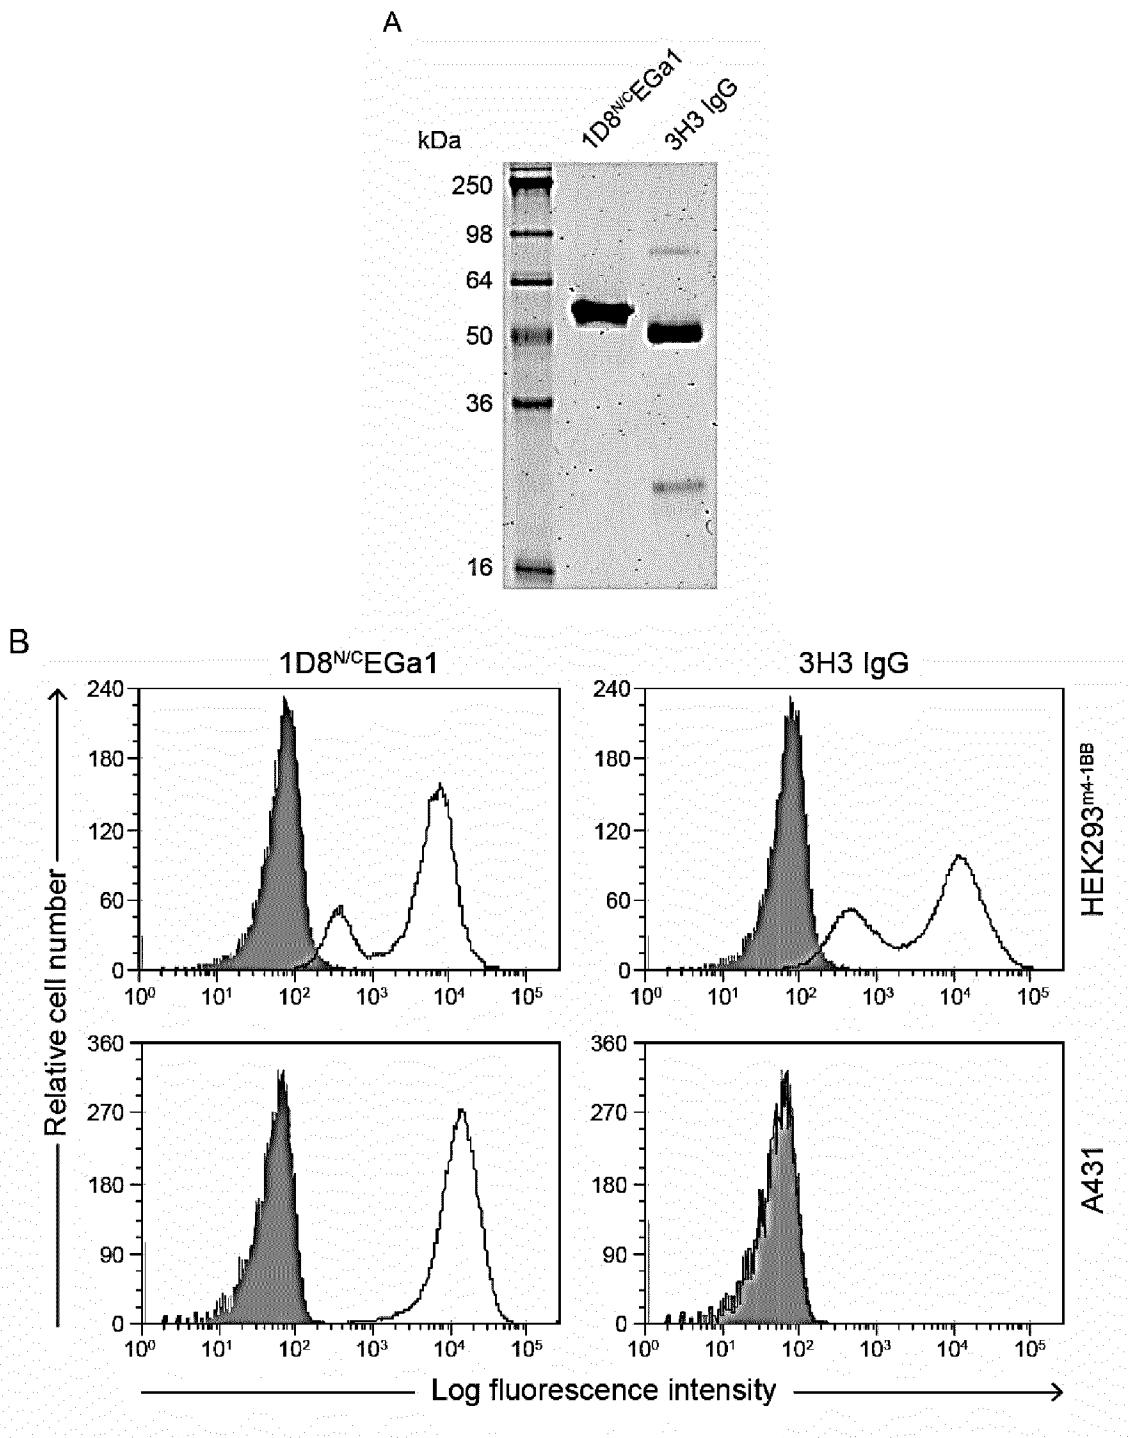 A
kDa
1D8N/CEGa1
3H3 IgG
250
98
64
50
36
16
B
1D8N/CEGa1
3H3 IgG
240
180
120
60
0
10⁰ 10¹ 10² 10³ 10⁴ 10⁵
240
180
120
60
0
10⁰ 10¹ 10² 10³ 10⁴ 10⁵
HEK293m4-1BB
360
270
180
90
0
10⁰ 10¹ 10² 10³ 10⁴ 10⁵
360
270
180
90
0
10⁰ 10¹ 10² 10³ 10⁴ 10⁵
A431
Relative cell number
Log fluorescence intensity